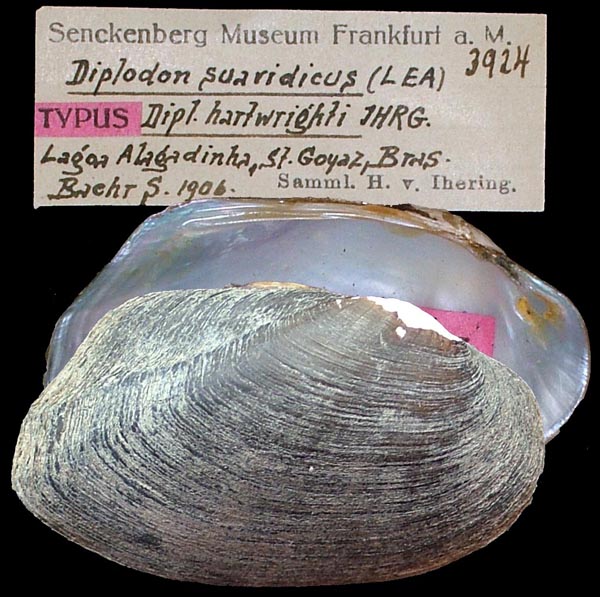 Senckenberg Museum Frankfurt a. M.
Diplodon suavidicus (LEA) 3924
TYPUS Dipl. hartwrighti JHRG.
Lagoa Alagadinha, St. Goyaz, Bras.
Baehr S. 1906. Samml. H. v. Ihering.